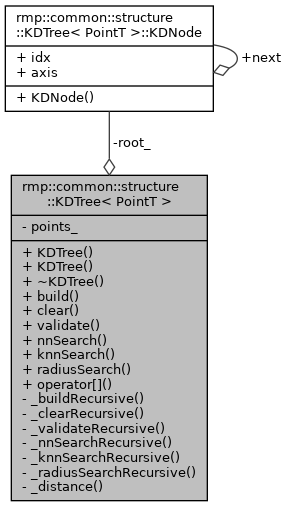 rmp::common::structure
::KDTree< PointT >::KDNode
+ idx
+ axis
+ KDNode()
+next
-root_
rmp::common::structure
::KDTree< PointT >
- points_
+ KDTree()
+ KDTree()
+ ~KDTree()
+ build()
+ clear()
+ validate()
+ nnSearch()
+ knnSearch()
+ radiusSearch()
+ operator[]()
- _buildRecursive()
- _clearRecursive()
- _validateRecursive()
- _nnSearchRecursive()
- _knnSearchRecursive()
- _radiusSearchRecursive()
- _distance()